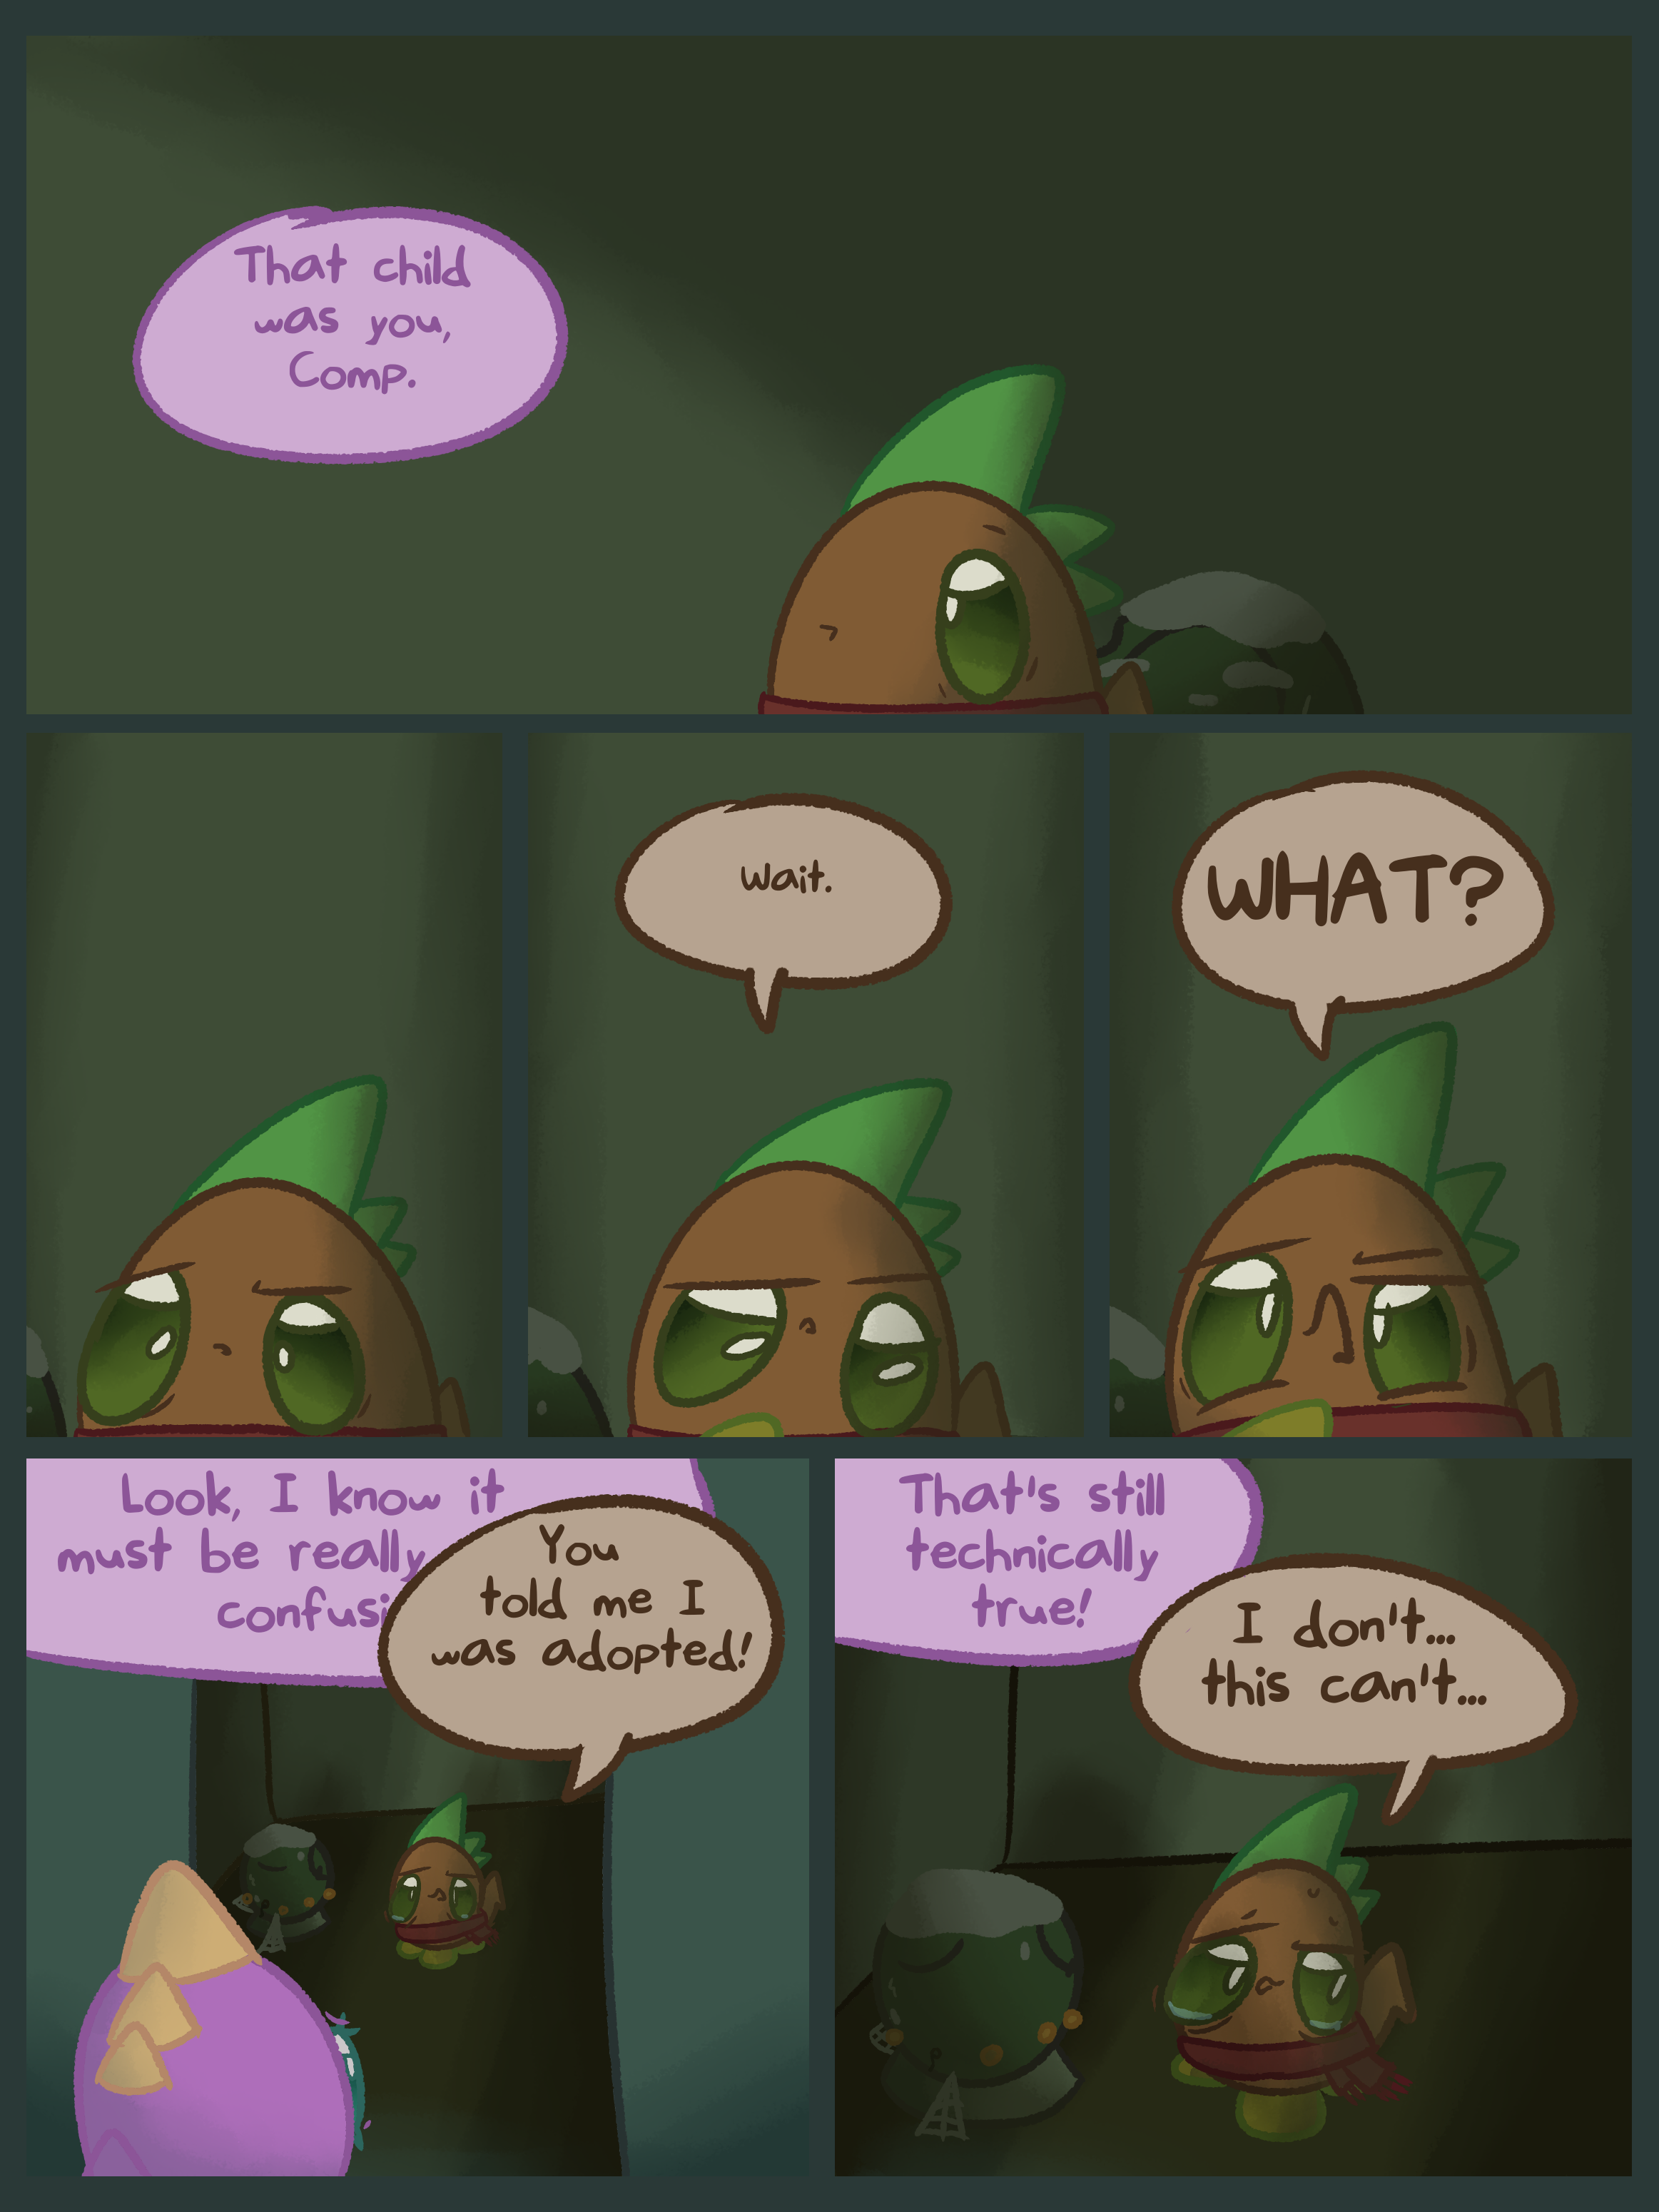 That child
was you,
Comp.
wait.
WHAT?
Look, I know it
must be really
confusi
You
told me I
was adopted!
That's still
technically
true!
I don't...
this can't...